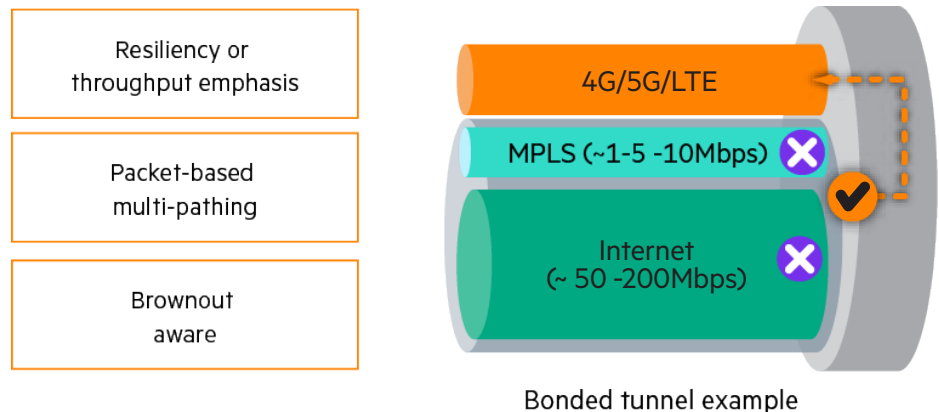 Resiliency or
throughput emphasis
Packet-based
multi-pathing
Brownout
aware
4G/5G/LTE
MPLS (~1-5 -10Mbps)
Internet
(~ 50 -200Mbps)
Bonded tunnel example